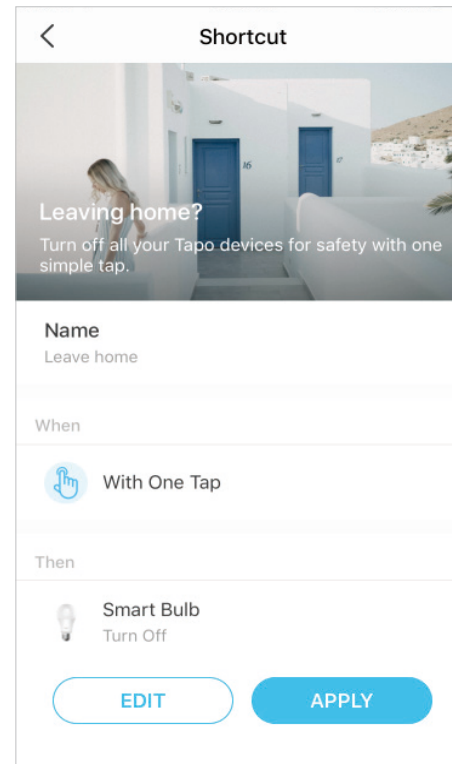 Shortcut
16
Leaving home?
Turn off all your Tapo devices for safety with one
simple tap.
Name
Leave home
When
With One Tap
Then
Smart Bulb
Turn Off
EDIT
APPLY